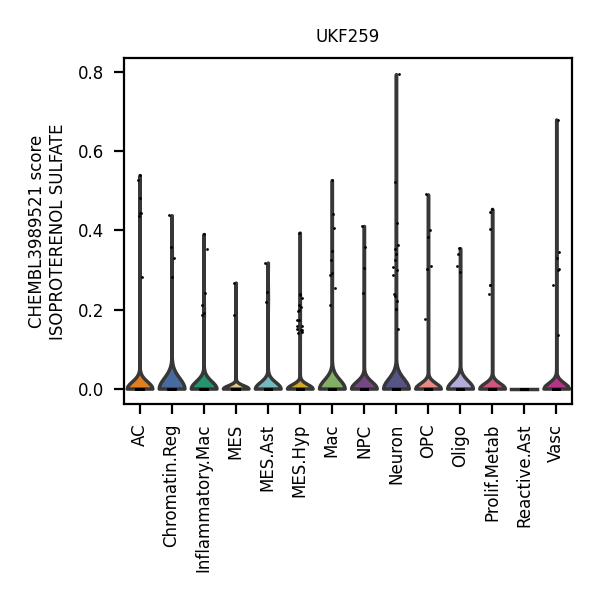 UKF259
CHEMBL3989521 score
ISOPROTERENOL SULFATE
0.8
0.6
0.4
0.2
0.0
AC
Chromatin.Reg
Inflammatory.Mac
MES
MES.Ast
MES.Hyp
Mac
NPC
Neuron
OPC
Oligo
Prolif.Metab
Reactive.Ast
Vasc